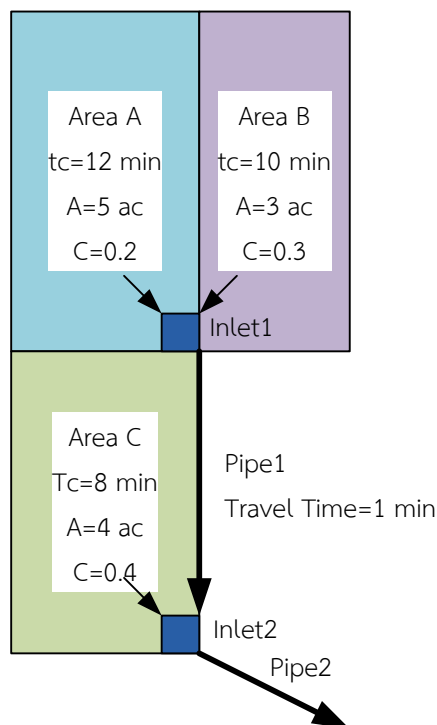 Area A
tc=12 min
A=5 ac
C=0.2
Area B
tc=10 min
A=3 ac
C=0.3
Inlet1
Area C
Tc=8 min
A=4 ac
C=0.4
Pipe1
Travel Time=1 min
Inlet2
Pipe2